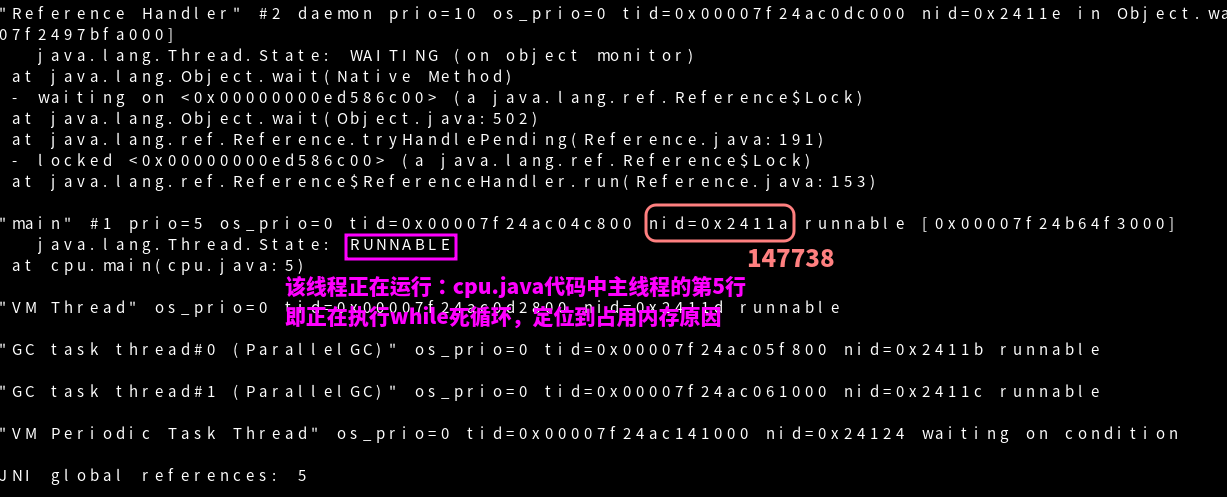 "Reference Handler" #2 daemon prio=10 os_prio=0 tid=0x00007f24ac0dc000 nid=0x2411e in Object.wa
07f2497bfa000]
java.lang.Thread.State: WAITING (on object monitor)
at java.lang.Object.wait(Native Method)
- waiting on <0x00000000ed586c00> (a java.lang.ref.Reference$Lock)
at java.lang.Object.wait(Object.java:502)
at java.lang.ref.Reference.tryHandlePending(Reference.java:191)
- locked <0x00000000ed586c00> (a java.lang.ref.Reference$Lock)
at java.lang.ref.Reference$ReferenceHandler.run(Reference.java:153)
"main" #1 prio=5 os_prio=0 tid=0x00007f24ac04c800 nid=0x2411a runnable [0x00007f24b64f3000]
java.lang.Thread.State: RUNNABLE
147738
at cpu.main(cpu.java:5)
该线程正在运行：cpu.java代码中主线程的第5行
"VM Thread" os_prio=0 tid=0x00007f24ac0d2800 nid=0x2411d runnable
即正在执行while死循环，定位到占用内存原因
"GC task thread#0 (ParallelGC)" os_prio=0 tid=0x00007f24ac05f800 nid=0x2411b runnable
"GC task thread#1 (ParallelGC)" os_prio=0 tid=0x00007f24ac061000 nid=0x2411c runnable
"VM Periodic Task Thread" os_prio=0 tid=0x00007f24ac141000 nid=0x24124 waiting on condition
JNI global references: 5